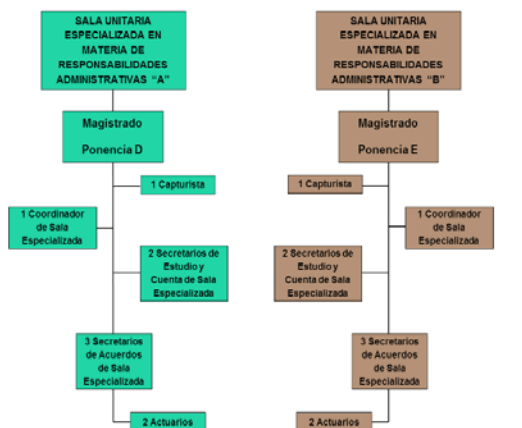 SALA UNITARIA
ESPECIALIZADA EN
MATERIA DE
RESPONSABILIDADES
ADMINISTRATIVAS “A”
Magistrado
Ponencia D
1 Capturista
1 Coordinador
de Sala
Especializada
2 Secretarios de
Estudio y
Cuenta de Sala
Especializada
3 Secretarios
de Acuerdos
de Sala
Especializada
2 Actuarios
SALA UNITARIA
ESPECIALIZADA EN
MATERIA DE
RESPONSABILIDADES
ADMINISTRATIVAS “B”
Magistrado
Ponencia E
1 Capturista
1 Coordinador
de Sala
Especializada
2 Secretarios de
Estudio y
Cuenta de Sala
Especializada
3 Secretarios
de Acuerdos
de Sala
Especializada
2 Actuarios